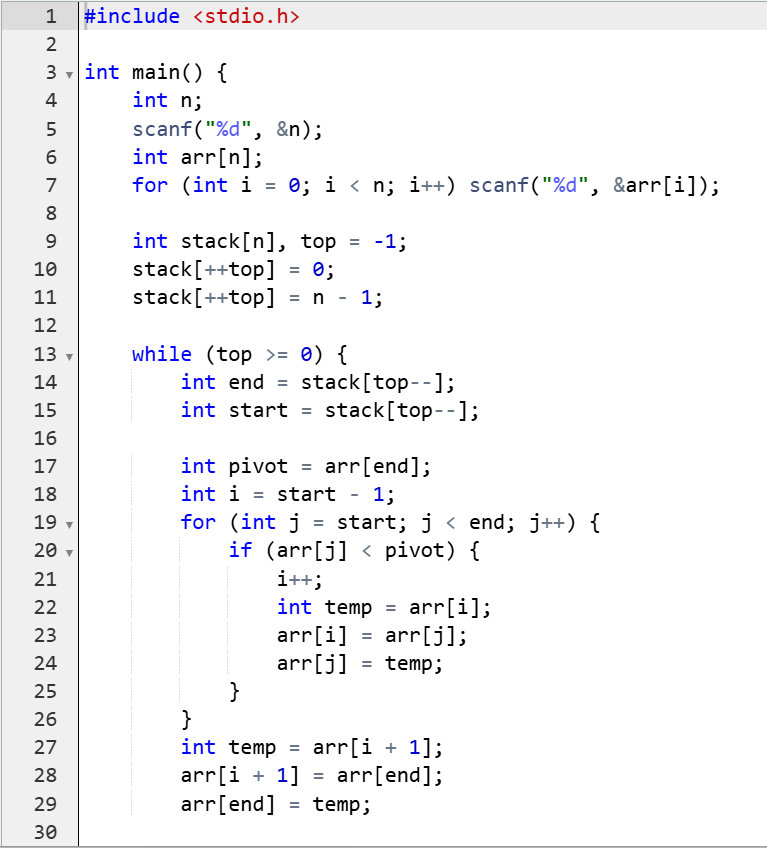 1 #include <stdio.h>
2
3 int main() {
4     int n;
5     scanf("%d", &n);
6     int arr[n];
7     for (int i = 0; i < n; i++) scanf("%d", &arr[i]);
8
9     int stack[n], top = -1;
10     stack[++top] = 0;
11     stack[++top] = n - 1;
12
13     while (top >= 0) {
14         int end = stack[top--];
15         int start = stack[top--];
16
17         int pivot = arr[end];
18         int i = start - 1;
19         for (int j = start; j < end; j++) {
20             if (arr[j] < pivot) {
21                 i++;
22                 int temp = arr[i];
23                 arr[i] = arr[j];
24                 arr[j] = temp;
25             }
26         }
27         int temp = arr[i + 1];
28         arr[i + 1] = arr[end];
29         arr[end] = temp;
30